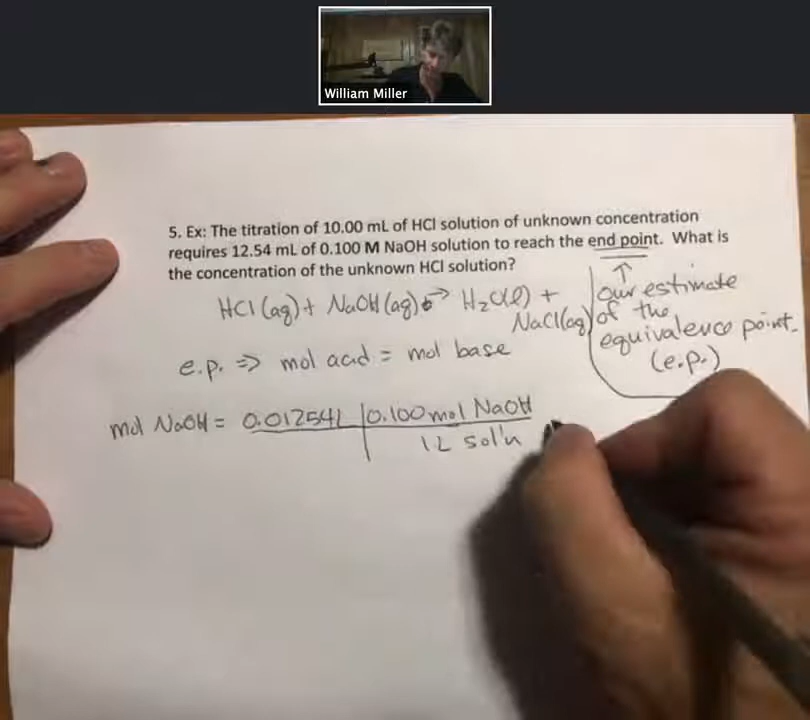 William Miller
5. Ex: The titration of 10.00 mL of HCl solution of unknown concentration
requires 12.54 mL of 0.100 M NaOH solution to reach the end point. What is
the concentration of the unknown HCl solution?
HCl (aq) + NaOH (aq) → H2O(l) +
NaCl(aq)
our estimate
of the
equivalence point.
(e.p.)
e.p. => mol acid = mol base
mol NaOH = 0.01254L | 0.100 mol NaOH
1L sol'n